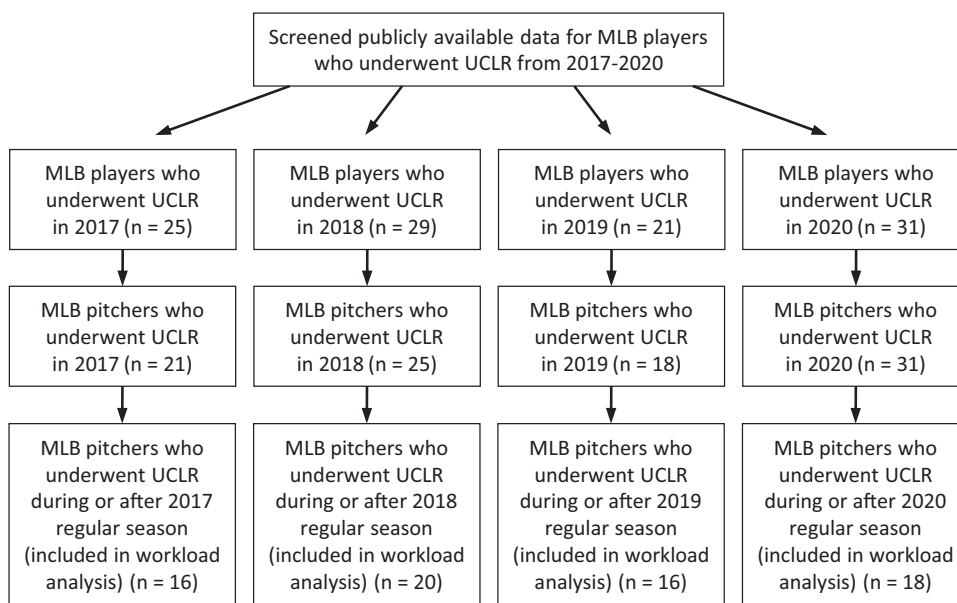 Screened publicly available data for MLB players
who underwent UCLR from 2017-2020
MLB players who
underwent UCLR
in 2017 (n = 25)
MLB players who
underwent UCLR
in 2018 (n = 29)
MLB players who
underwent UCLR
in 2019 (n = 21)
MLB players who
underwent UCLR
in 2020 (n = 31)
MLB pitchers who
underwent UCLR
in 2017 (n = 21)
MLB pitchers who
underwent UCLR
in 2018 (n = 25)
MLB pitchers who
underwent UCLR
in 2019 (n = 18)
MLB pitchers who
underwent UCLR
in 2020 (n = 31)
MLB pitchers who
underwent UCLR
during or after 2017
regular season
(included in workload
analysis) (n = 16)
MLB pitchers who
underwent UCLR
during or after 2018
regular season
(included in workload
analysis) (n = 20)
MLB pitchers who
underwent UCLR
during or after 2019
regular season
(included in workload
analysis) (n = 16)
MLB pitchers who
underwent UCLR
during or after 2020
regular season
(included in workload
analysis) (n = 18)